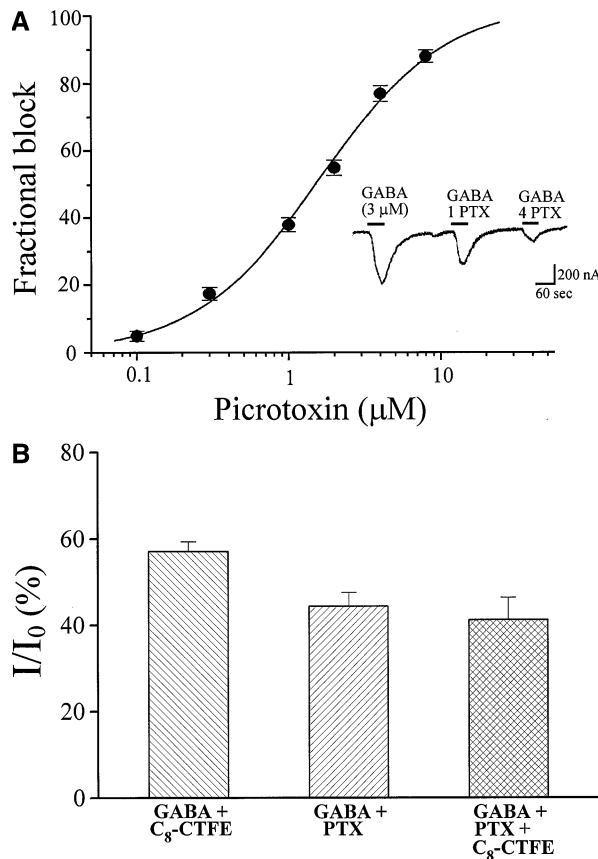 A
100
80
60
40
20
0
Fractional block
GABA
(3 µM)
GABA
1 PTX
GABA
4 PTX
200 nA
60 sec
0.1
1
10
Picrotoxin (µM)
B
80
60
40
20
0
I/I₀ (%)
GABA +
C₈-CTFE
GABA +
PTX
GABA +
PTX +
C₈-CTFE